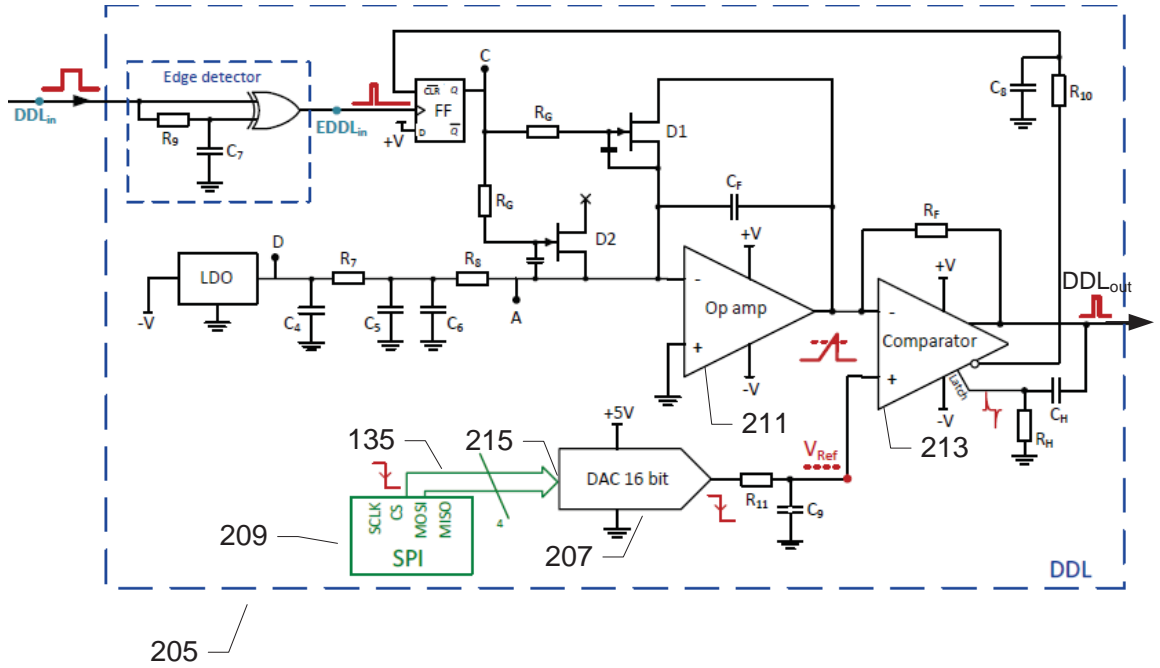 Edge detector
DDLin
R9
C7
EDDLin
CLR Q
FF
D Q
+V
C
RG
D1
RG
D2
CF
C8
R10
RF
+V
+V
DDLout
D
LDO
-V
R7
R8
C4
C5
C6
A
-
Op amp
+
-V
-
Comparator
+
Latch
-V
CH
RH
211
213
+5V
135
215
VRef
DAC 16 bit
R11
C9
4
SCLK
CS
MOSI
MISO
SPI
209
207
DDL
205